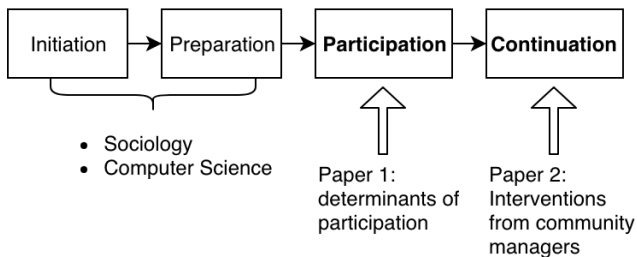 Initiation
Preparation
Participation
Continuation
• Sociology
• Computer Science
Paper 1:
determinants of
participation
Paper 2:
Interventions
from community
managers